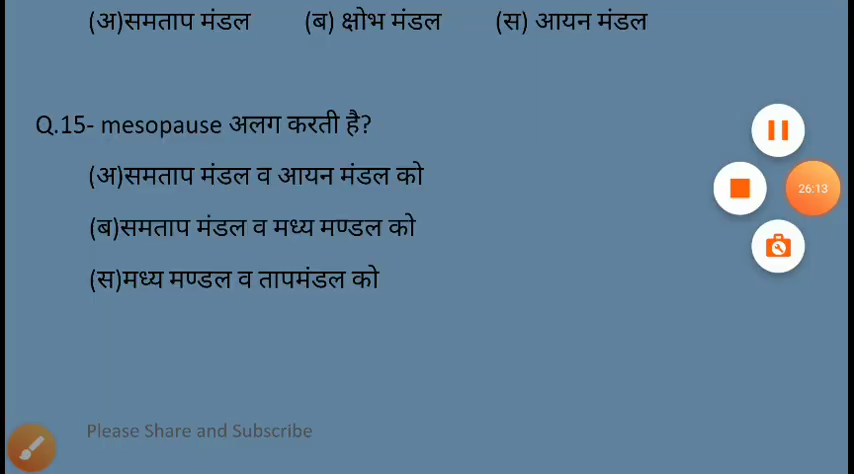 (अ)समताप मंडल (ब) क्षोभ मंडल (स) आयन मंडल
Q.15- mesopause अलग करती है?
(अ)समताप मंडल व आयन मंडल को
(ब)समताप मंडल व मध्य मण्डल को
(स)मध्य मण्डल व तापमंडल को
26:13
Please Share and Subscribe